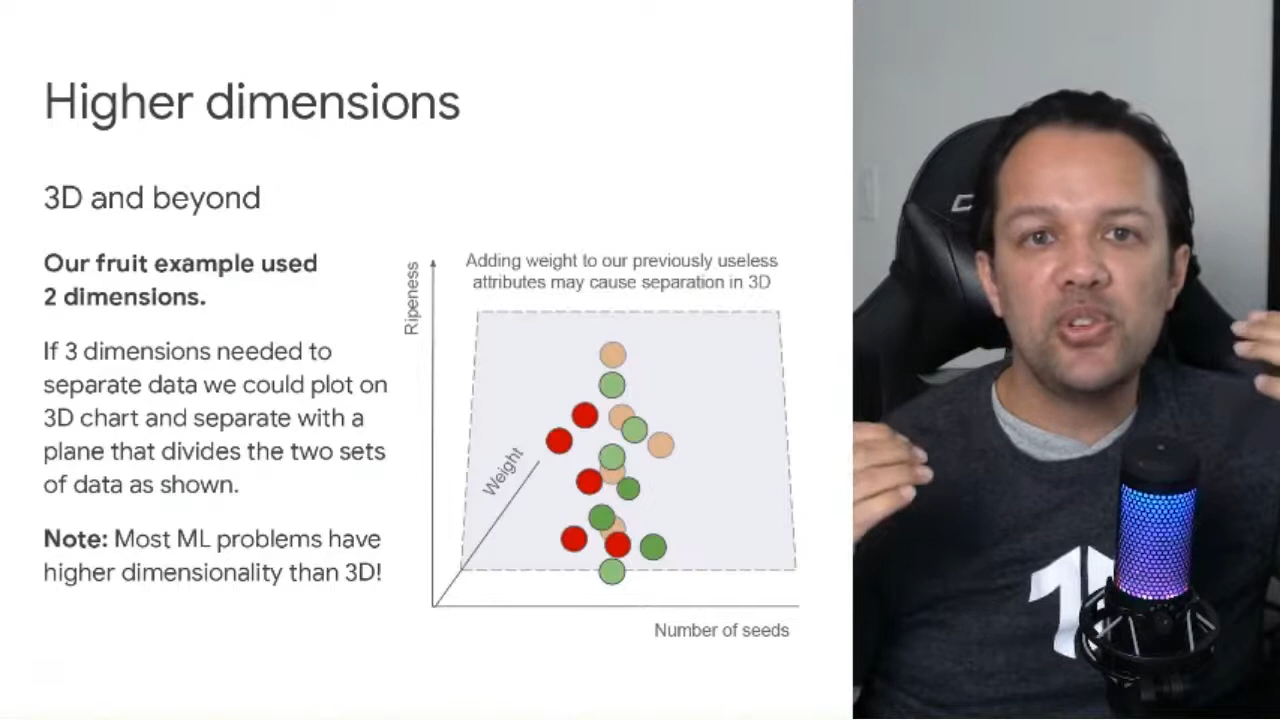 Higher dimensions
3D and beyond
Our fruit example used
2 dimensions.
If 3 dimensions needed to
separate data we could plot on
3D chart and separate with a
plane that divides the two sets
of data as shown.
Note: Most ML problems have
higher dimensionality than 3D!
Adding weight to our previously useless
attributes may cause separation in 3D
Ripeness
Weight
Number of seeds